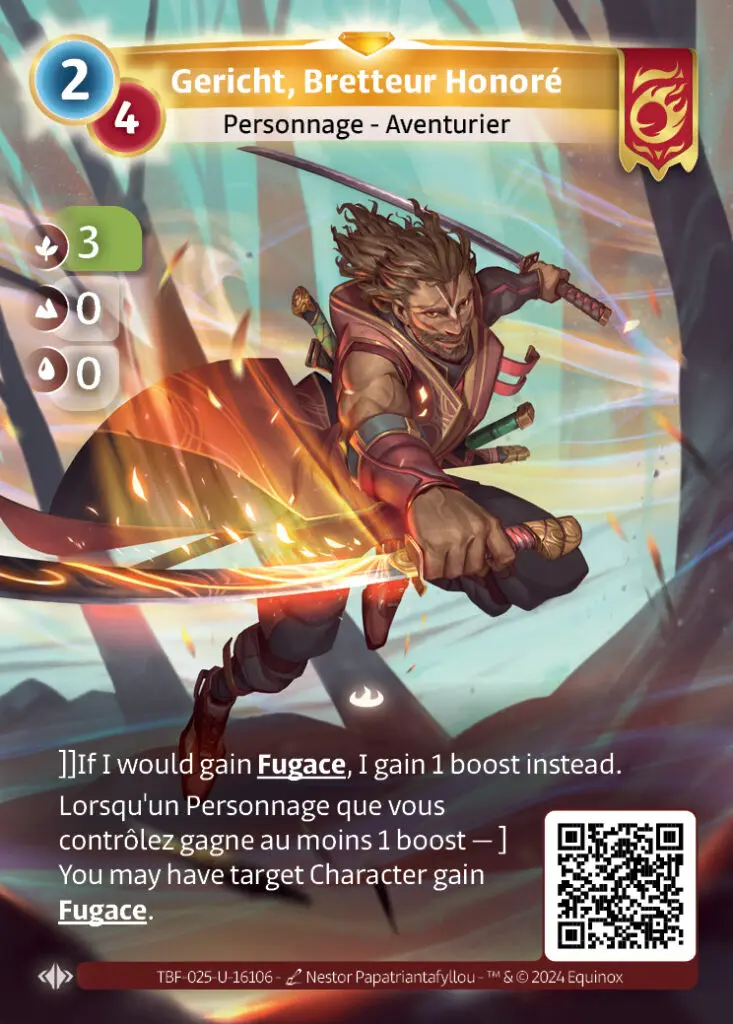 2
Gericht, Bretteur Honoré
4
Personnage - Aventurier
3
0
0
]]If I would gain Fugace, I gain 1 boost instead.
Lorsqu'un Personnage que vous
contrôlez gagne au moins 1 boost — ]
You may have target Character gain
Fugace.
TBF-025-U-16106 - Nestor Papatriantafyllou - ™ & © 2024 Equinox